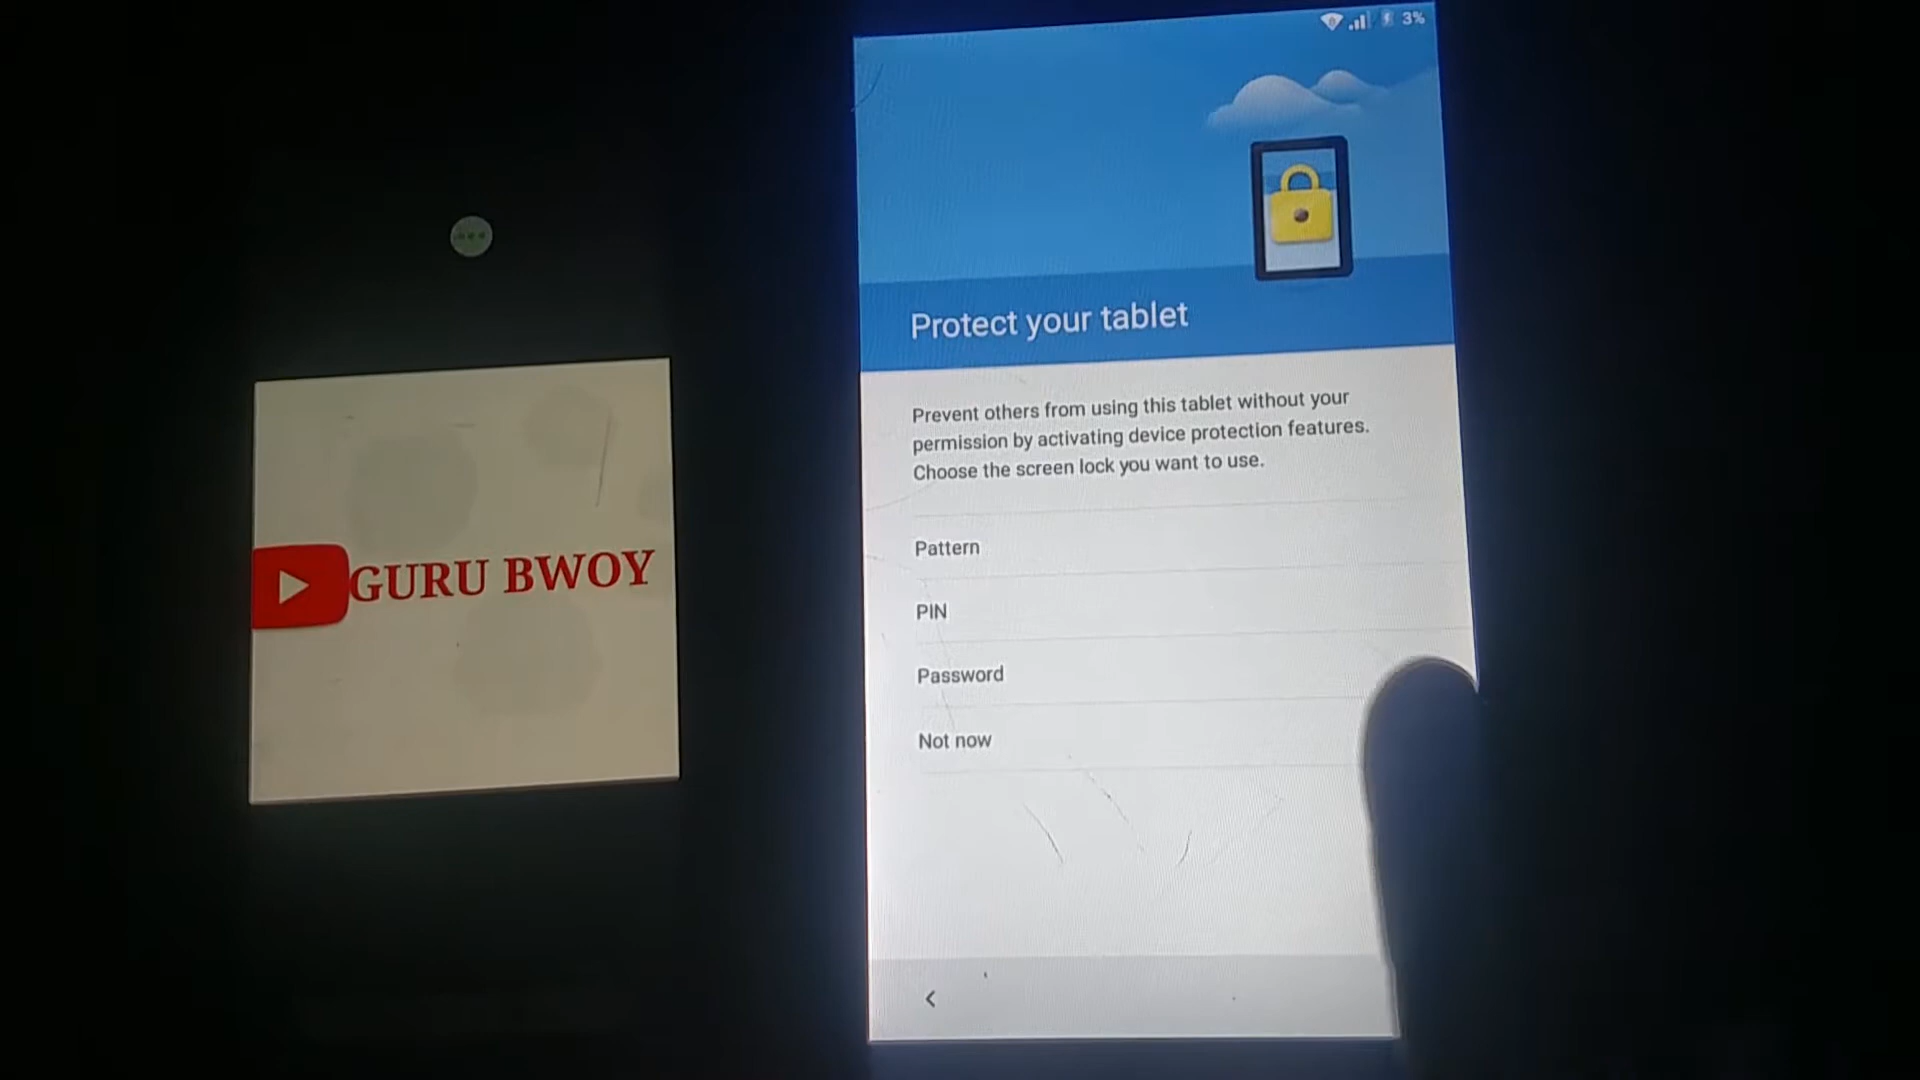 3%
Protect your tablet
Prevent others from using this tablet without your
permission by activating device protection features.
Choose the screen lock you want to use.
Pattern
PIN
Password
Not now
GURU BWOY